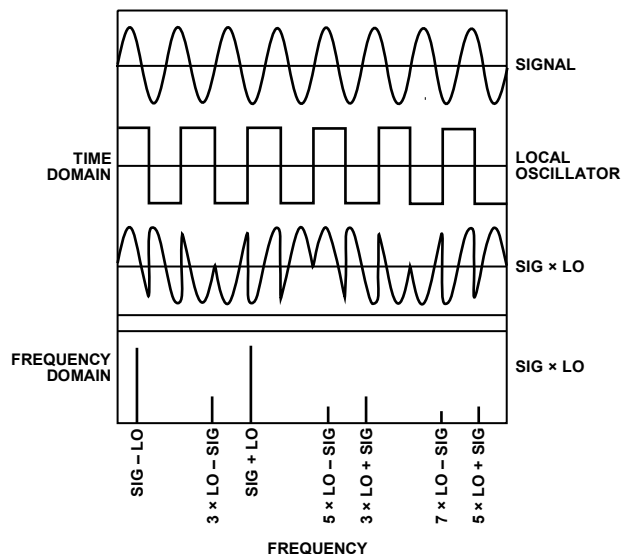 SIGNAL
TIME
DOMAIN
LOCAL
OSCILLATOR
SIG × LO
FREQUENCY
DOMAIN
SIG × LO
SIG – LO
3 × LO – SIG
SIG + LO
5 × LO – SIG
3 × LO + SIG
7 × LO – SIG
5 × LO + SIG
FREQUENCY